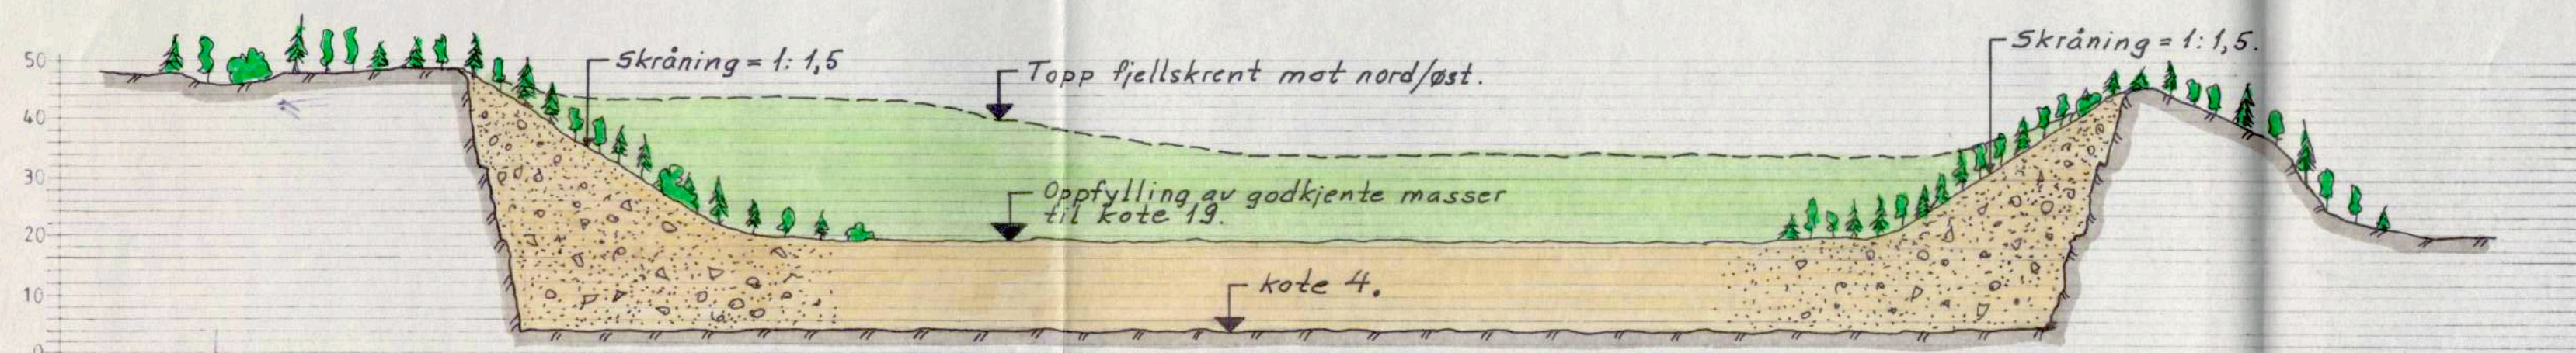 50
40
30
20
10
0
Skråning = 1: 1,5
Topp fjellskrent mot nord/øst.
Skråning = 1: 1,5.
Oppfylling av godkjente masser
til kote 19.
kote 4.